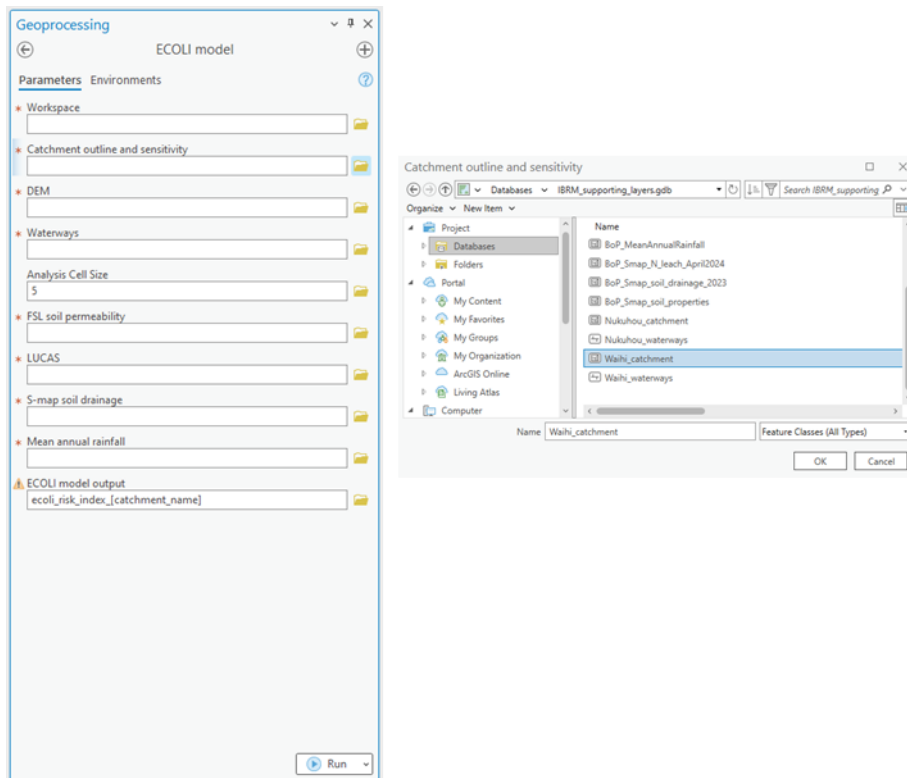 Geoprocessing
ECOLI model
Parameters Environments
* Workspace
* Catchment outline and sensitivity
* DEM
* Waterways
Analysis Cell Size
5
* FSL soil permeability
* LUCAS
* S-map soil drainage
* Mean annual rainfall
ECOLI model output
ecoli_risk_index_[catchment_name]
Run
Catchment outline and sensitivity
Databases IBRM_supporting_layers.gdb Search IBRM_supporting
Organize New Item
Project
Databases
Folders
Portal
My Content
My Favorites
My Groups
My Organization
ArcGIS Online
Living Atlas
Computer
Name
BoP_MeanAnnualRainfall
BoP_Smap_N_leach_April2024
BoP_Smap_soil_drainage_2023
BoP_Smap_soil_properties
Nukuhou_catchment
Nukuhou_waterways
Waihi_catchment
Waihi_waterways
Name Waihi_catchment Feature Classes (All Types)
OK Cancel